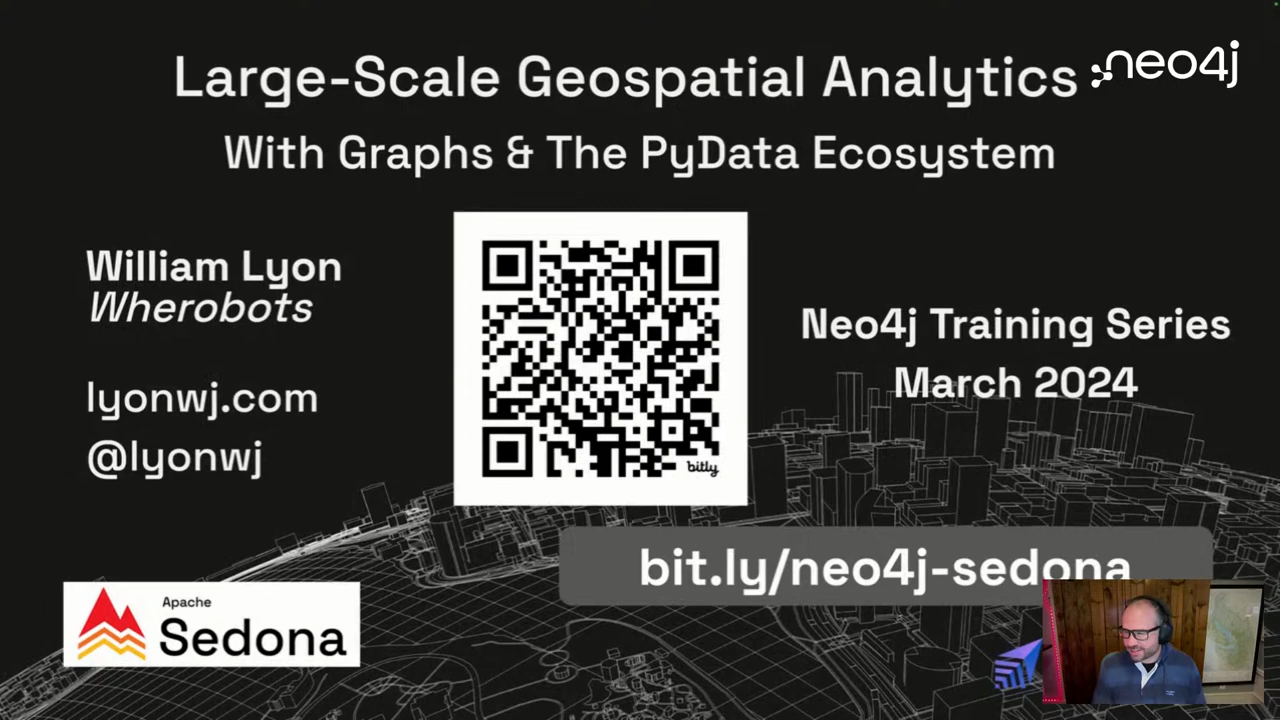 Large-Scale Geospatial Analytics
neo4j
With Graphs & The PyData Ecosystem
William Lyon
Wherobots
lyonwj.com
@lyonwj
bitly
Neo4j Training Series
March 2024
bit.ly/neo4j-sedona
Apache
Sedona